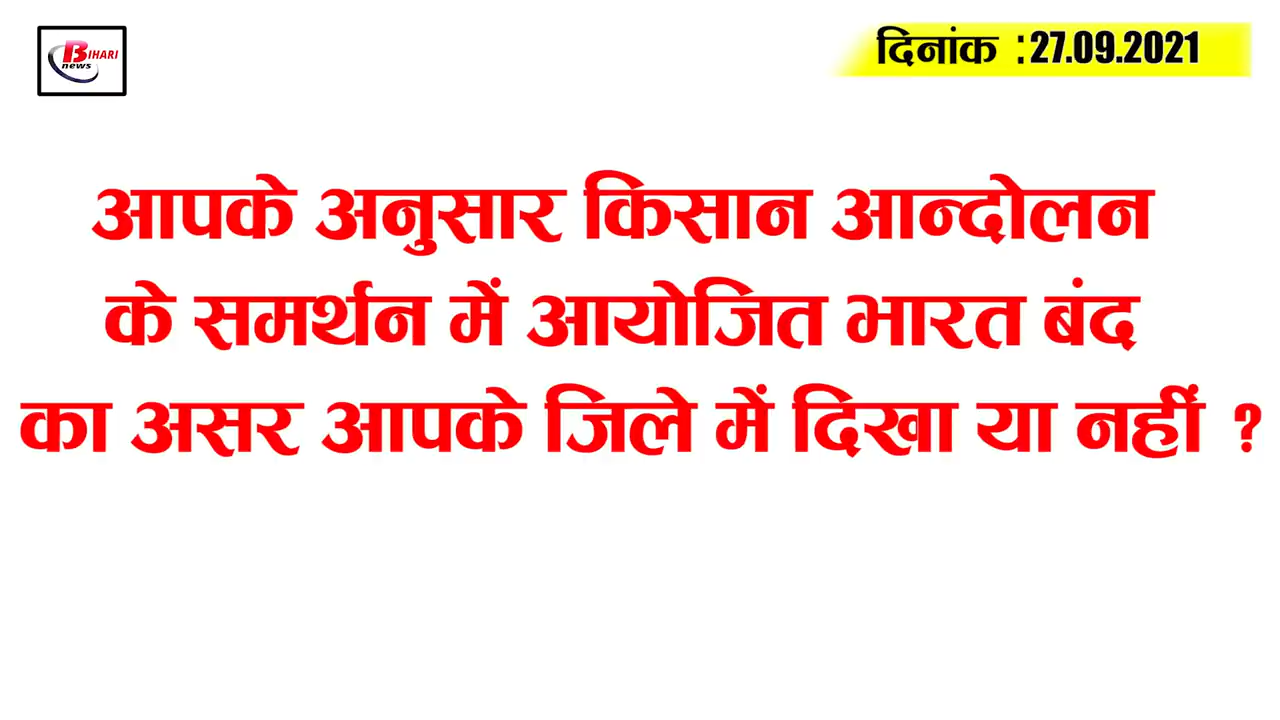 BIHARI
news
दिनांक : 27.09.2021
आपके अनुसार किसान आन्दोलन
के समर्थन में आयोजित भारत बंद
का असर आपके जिले में दिखा या नहीं ?